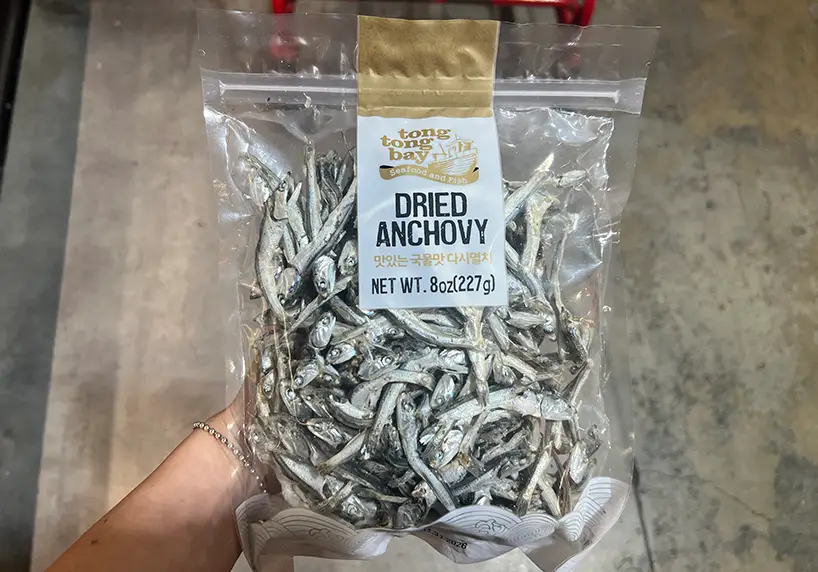 tong
tong
bay
Seafood and Fish
DRIED
ANCHOVY
맛있는 국물맛 다시멸치
NET WT. 8oz(227g)